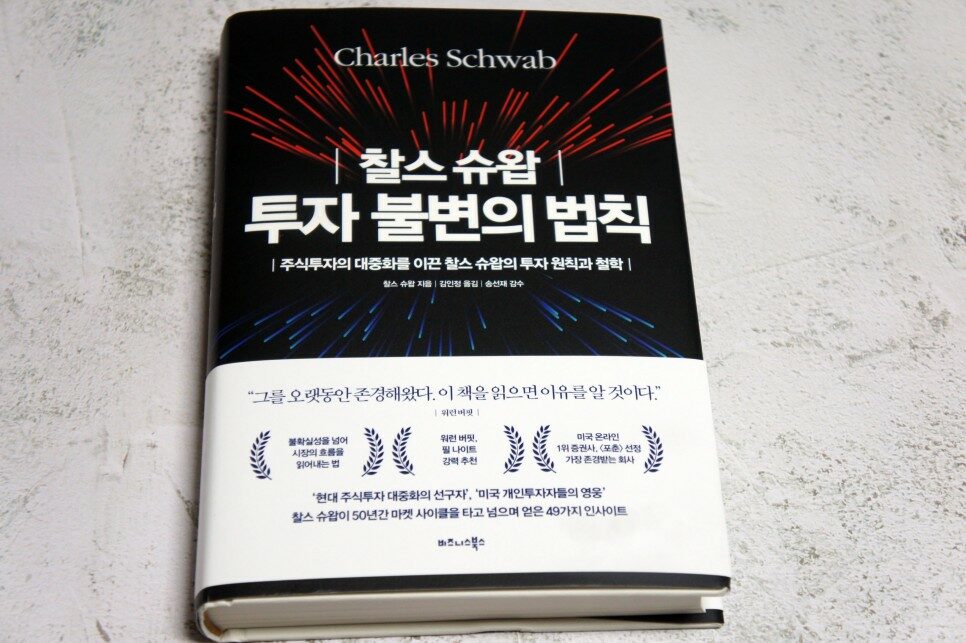 Charles Schwab
| 찰스 슈왑 |
투자 불변의 법칙
| 주식투자의 대중화를 이끈 찰스 슈왑의 투자 원칙과 철학 |
찰스 슈왑 지음 | 김인정 옮김 | 송선재 감수
“그를 오랫동안 존경해왔다. 이 책을 읽으면 이유를 알 것이다.”
| 워런 버핏 |
불확실성을 넘어
시장의 흐름을
읽어내는 법
워런 버핏,
필 나이트
강력 추천
미국 온라인
1위 증권사, 〈포춘〉 선정
가장 존경받는 회사
‘현대 주식투자 대중화의 선구자’, ‘미국 개인투자자들의 영웅’
찰스 슈왑이 50년간 마켓 사이클을 타고 넘으며 얻은 49가지 인사이트
비즈니스북스